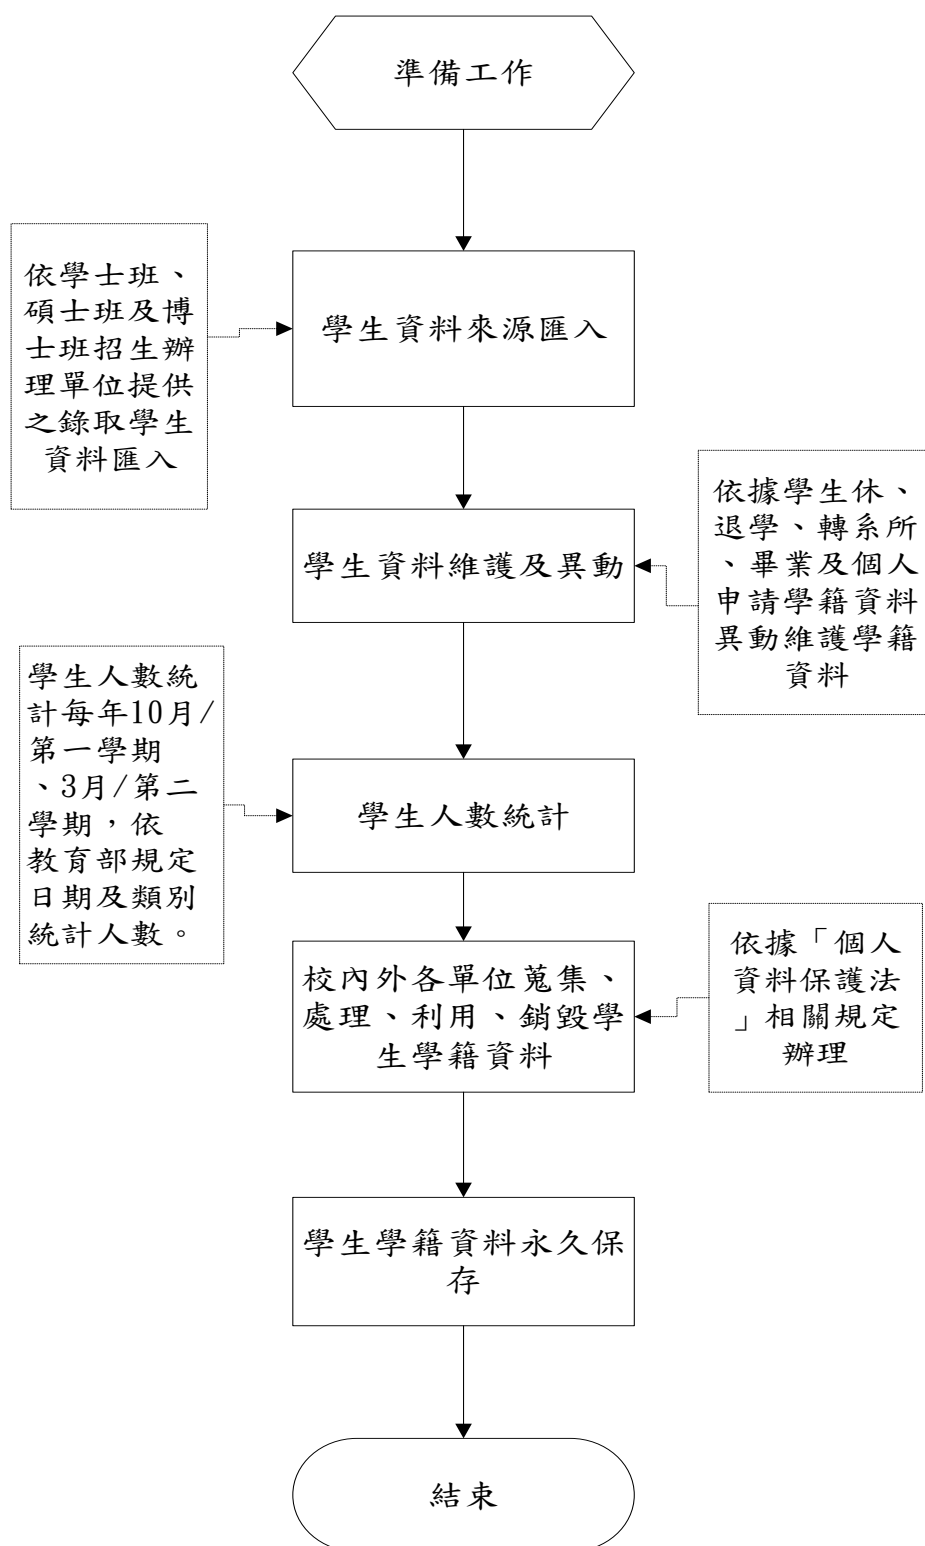 準備工作
依學士班、
碩士班及博
士班招生辦
理單位提供
之錄取學生
資料匯入
學生資料來源匯入
依據學生休、
退學、轉系所
、畢業及個人
申請學籍資料
異動維護學籍
資料
學生資料維護及異動
學生人數統
計每年10月/
第一學期
、3月/第二
學期，依
教育部規定
日期及類別
統計人數。
學生人數統計
校內外各單位蒐集、
處理、利用、銷毀學
生學籍資料
依據「個人
資料保護法
」相關規定
辦理
學生學籍資料永久保
存
結束